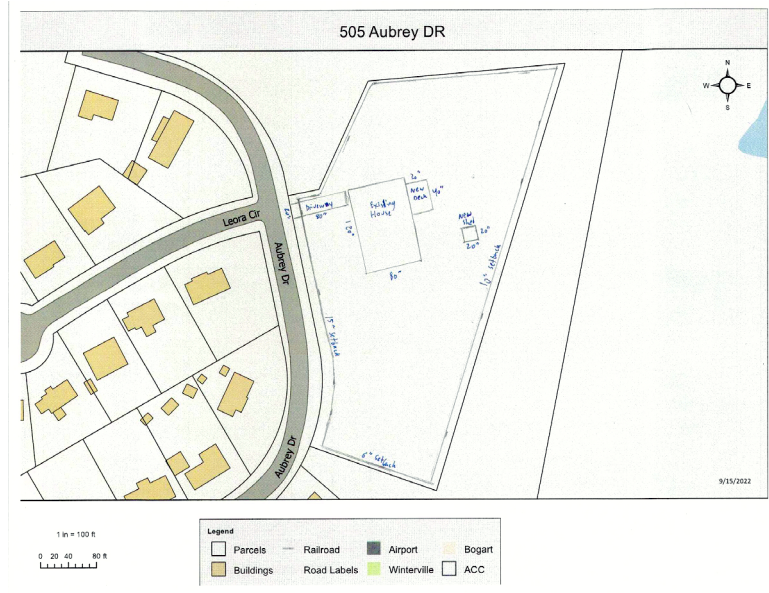 505 Aubrey DR
N
W E
S
Leora Cir
Aubrey Dr
Aubrey Dr
Driveway
80"
Existing
House
120"
80"
New
Deck
40"
New
Shed
20"
20"
10" setback
15" setback
6" setback
9/15/2022
1 in = 100 ft
0 20 40 80 ft
Legend
Parcels
Railroad
Airport
Bogart
Buildings
Road Labels
Winterville
ACC